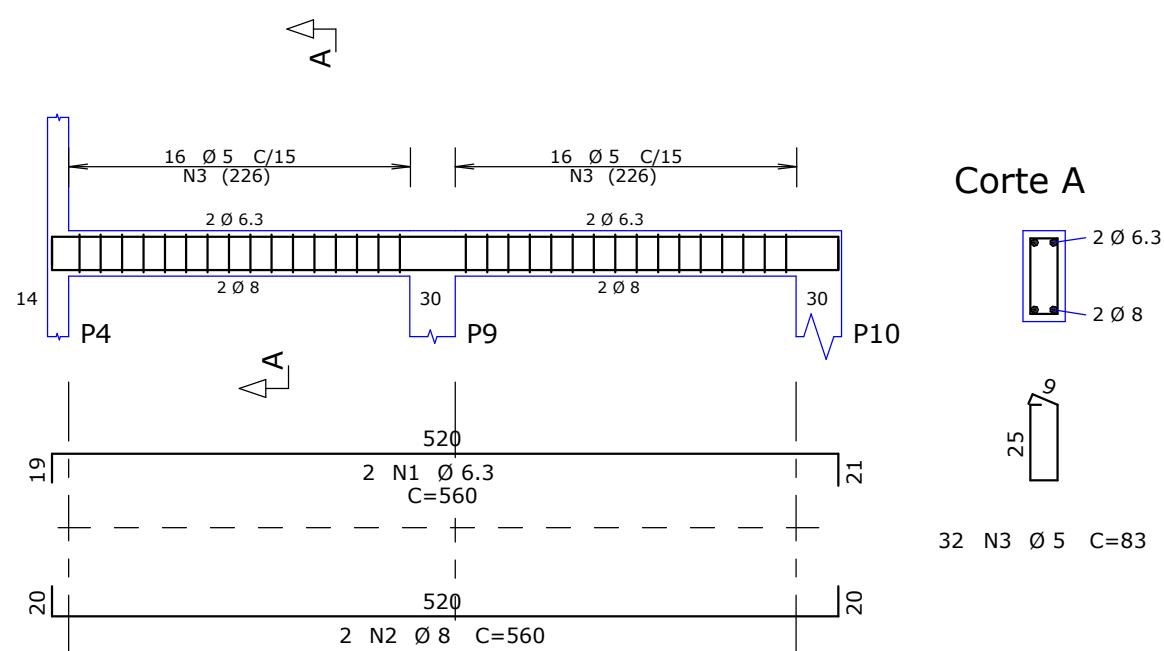 A
16 Ø 5 C/15
N3 (226)
16 Ø 5 C/15
N3 (226)
Corte A
2 Ø 6.3
2 Ø 6.3
2 Ø 6.3
2 Ø 8
2 Ø 8
14
30
30
2 Ø 8
P4
P9
P10
A
9
25
520
19
2 N1 Ø 6.3
21
C=560
32 N3 Ø 5 C=83
20
520
20
2 N2 Ø 8 C=560